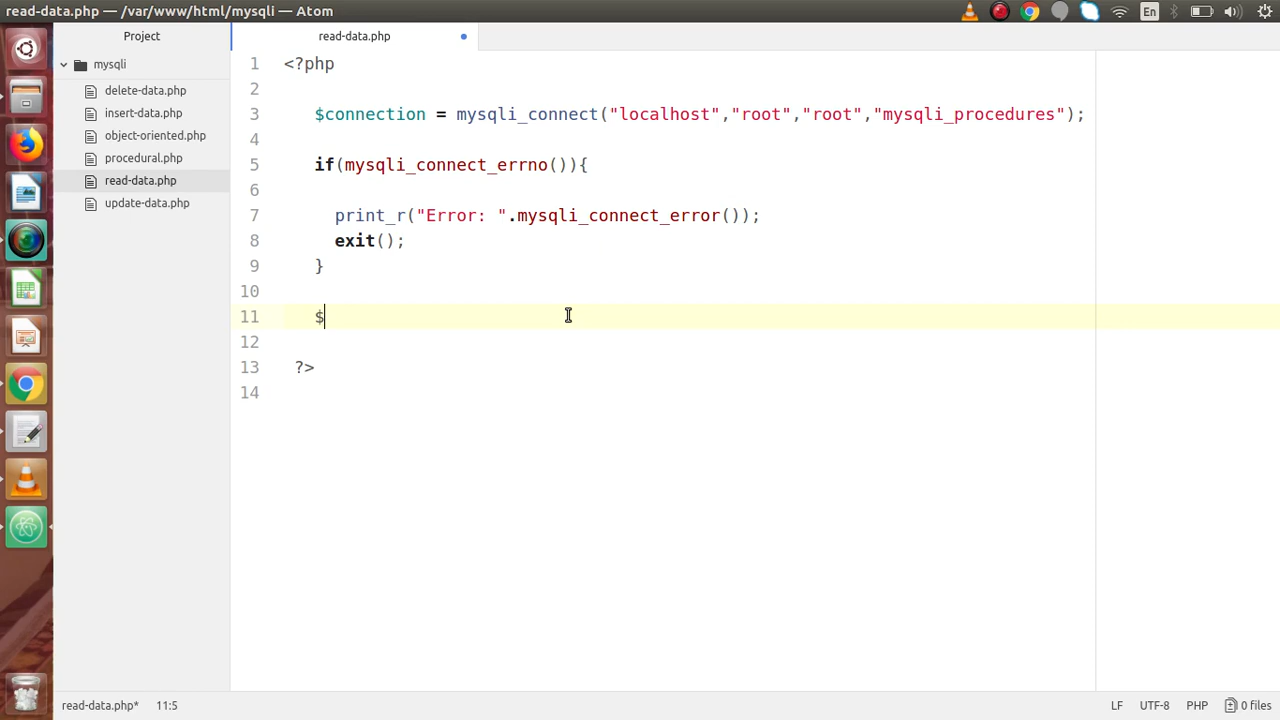 read-data.php — /var/www/html/mysqli — Atom
En
Project
read-data.php
mysqli
delete-data.php
insert-data.php
object-oriented.php
procedural.php
read-data.php
update-data.php
1 <?php
2
3 $connection = mysqli_connect("localhost","root","root","mysqli_procedures");
4
5 if(mysqli_connect_errno()){
6
7 print_r("Error: ".mysqli_connect_error());
8 exit();
9 }
10
11 $
12
13 ?>
14
read-data.php* 11:5 LF UTF-8 PHP 0 files